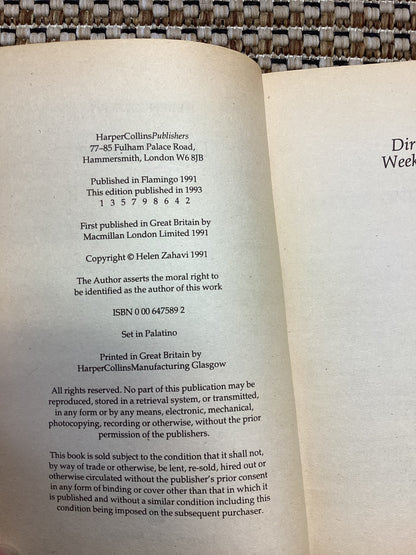 HarperCollinsPublishers
77–85 Fulham Palace Road,
Hammersmith, London W6 8JB
Published in Flamingo 1991
This edition published in 1993
1 3 5 7 9 8 6 4 2
First published in Great Britain by
Macmillan London Limited 1991
Copyright © Helen Zahavi 1991
The Author asserts the moral right to
be identified as the author of this work
ISBN 0 00 647589 2
Set in Palatino
Printed in Great Britain by
HarperCollinsManufacturing Glasgow
All rights reserved. No part of this publication may be
reproduced, stored in a retrieval system, or transmitted,
in any form or by any means, electronic, mechanical,
photocopying, recording or otherwise, without the prior
permission of the publishers.
This book is sold subject to the condition that it shall not,
by way of trade or otherwise, be lent, re-sold, hired out or
otherwise circulated without the publisher's prior consent
in any form of binding or cover other than that in which it
is published and without a similar condition including this
condition being imposed on the subsequent purchaser.
Dir
Week